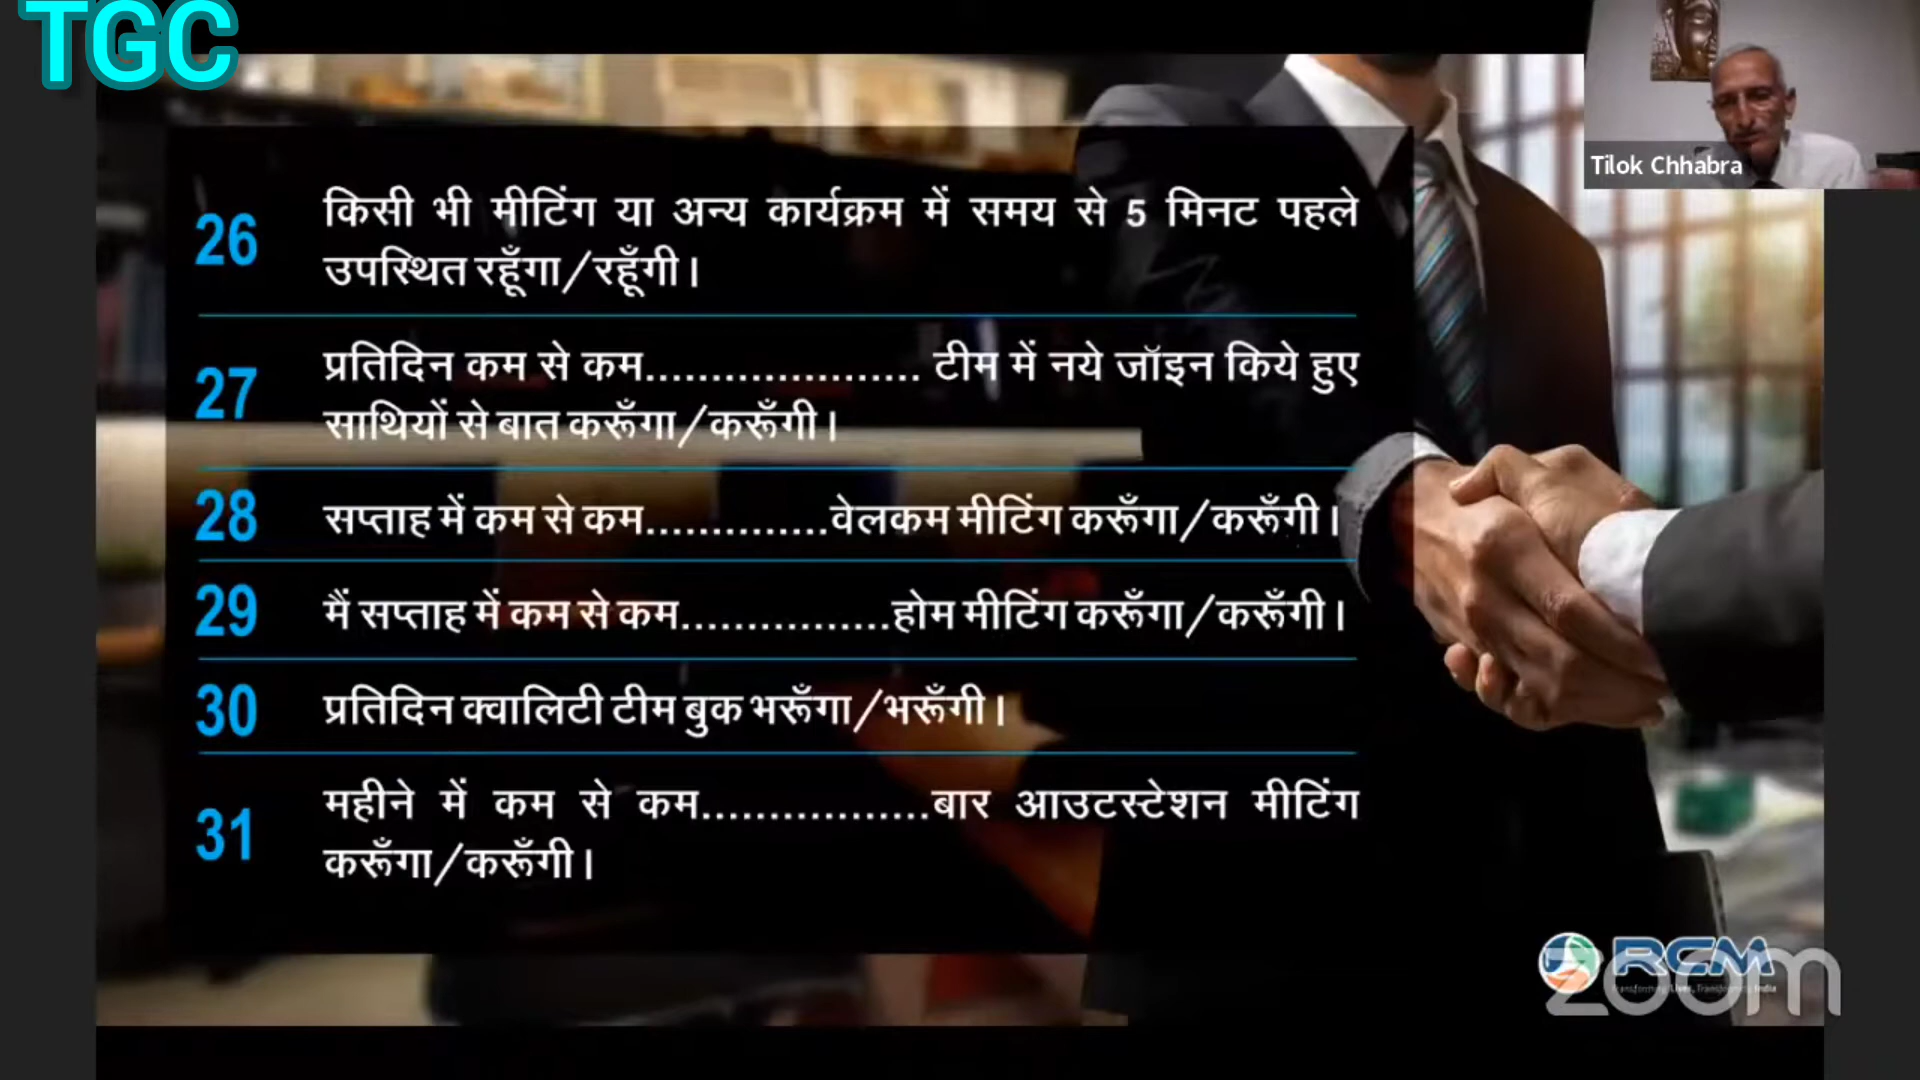 TGC
Tilok Chhabra
26
किसी भी मीटिंग या अन्य कार्यक्रम में समय से 5 मिनट पहले
उपस्थित रहूँगा/रहूँगी।
27
प्रतिदिन कम से कम..................... टीम में नये जॉइन किये हुए
साथियों से बात करूँगा/करूँगी।
28
सप्ताह में कम से कम..............वेलकम मीटिंग करूँगा/करूँगी।
29
मैं सप्ताह में कम से कम................होम मीटिंग करूँगा/करूँगी।
30
प्रतिदिन क्वालिटी टीम बुक भरूँगा/भरूँगी।
31
महीने में कम से कम.................बार आउटस्टेशन मीटिंग
करूँगा/करूँगी।
RCM
zoom